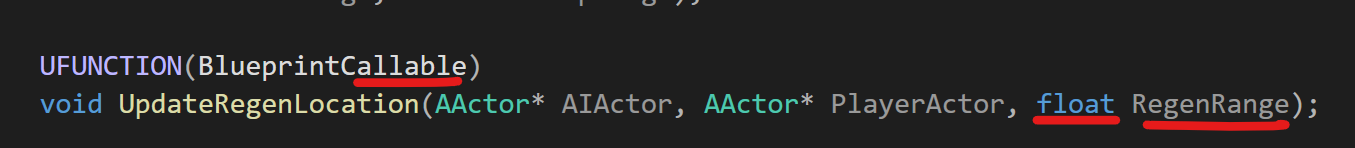 UFUNCTION(BlueprintCallable)
void UpdateRegenLocation(AActor* AIActor, AActor* PlayerActor, float RegenRange);